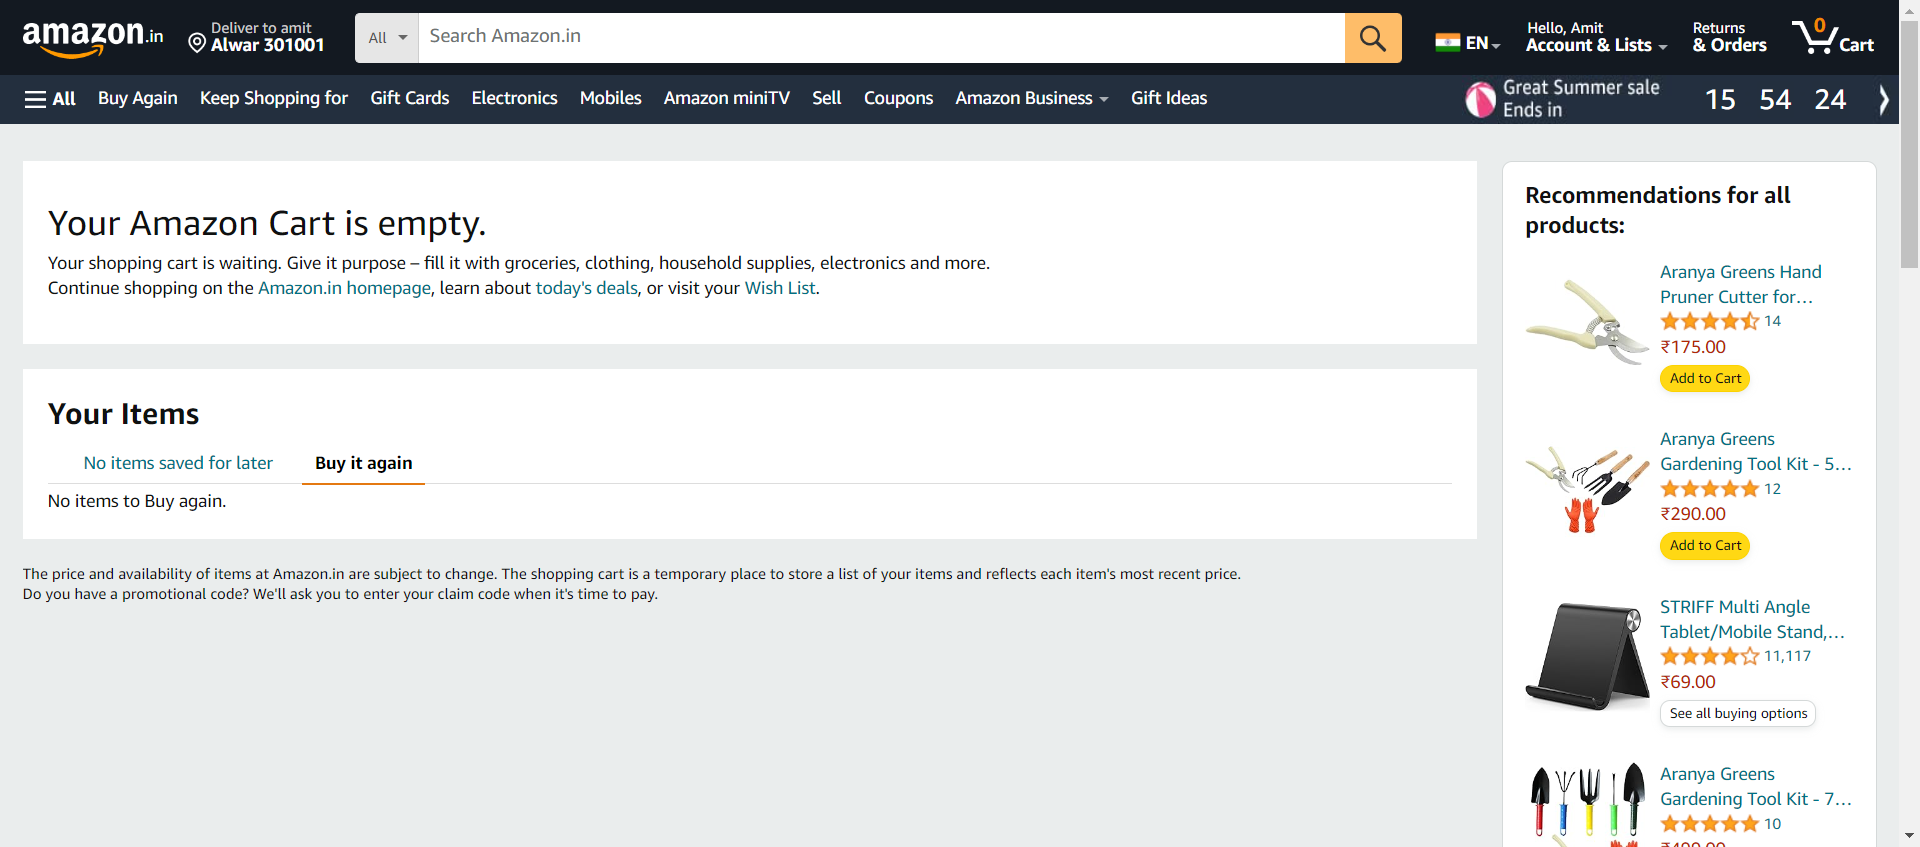 amazon.in
Deliver to amit
Alwar 301001
All
Search Amazon.in
EN
Hello, Amit
Account & Lists
Returns
& Orders
0
Cart
All
Buy Again
Keep Shopping for
Gift Cards
Electronics
Mobiles
Amazon miniTV
Sell
Coupons
Amazon Business
Gift Ideas
Great Summer sale
Ends in
15 54 24
Your Amazon Cart is empty.
Your shopping cart is waiting. Give it purpose – fill it with groceries, clothing, household supplies, electronics and more.
Continue shopping on the Amazon.in homepage, learn about today's deals, or visit your Wish List.
Your Items
No items saved for later
Buy it again
No items to Buy again.
The price and availability of items at Amazon.in are subject to change. The shopping cart is a temporary place to store a list of your items and reflects each item's most recent price.
Do you have a promotional code? We'll ask you to enter your claim code when it's time to pay.
Recommendations for all
products:
Aranya Greens Hand
Pruner Cutter for…
14
₹175.00
Add to Cart
Aranya Greens
Gardening Tool Kit - 5…
12
₹290.00
Add to Cart
STRIFF Multi Angle
Tablet/Mobile Stand,…
11,117
₹69.00
See all buying options
Aranya Greens
Gardening Tool Kit - 7…
10